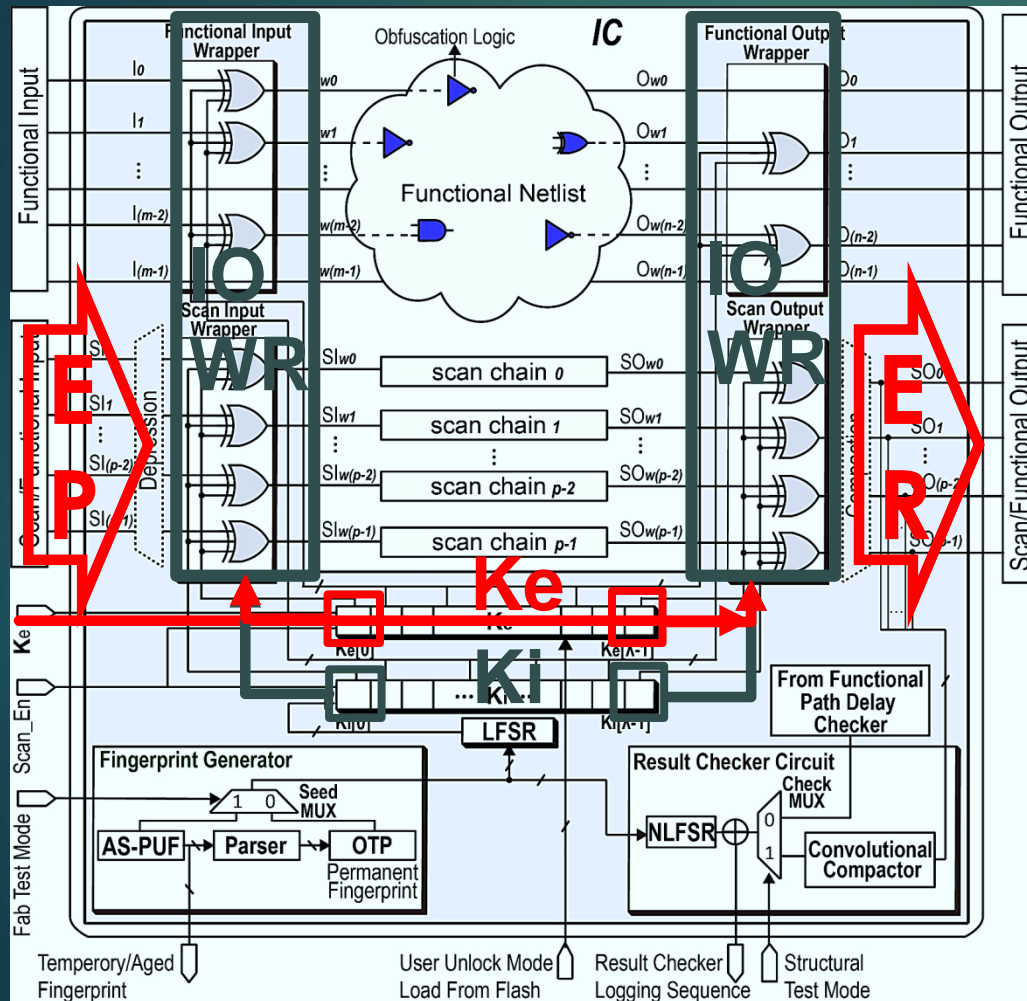 Functional Input
Wrapper
Obfuscation Logic
IC
Functional Output
Wrapper
Functional Input
I0
I1
I(m-2)
I(m-1)
w0
w1
w(m-2)
w(m-1)
Functional Netlist
Ow0
Ow1
Ow(n-2)
Ow(n-1)
O0
O1
O(n-2)
O(n-1)
Functional Output
IO
WR
IO
WR
Scan Input
Wrapper
Scan Output
Wrapper
EP
ER
SI1
SI(p-2)
Depression
SIw0
SIw1
SIw(p-2)
SIw(p-1)
scan chain 0
scan chain 1
scan chain p-2
scan chain p-1
SOw0
SOw1
SOw(p-2)
SOw(p-1)
SO0
SO1
Scan/Functional Output
Ke
Ke
Ke[0]
Ke[λ-1]
Ki
Scan_En
LFSR
From Functional
Path Delay
Checker
Fingerprint Generator
Seed
MUX
1 0
AS-PUF
Parser
OTP
Permanent
Fingerprint
Fab Test Mode
Result Checker Circuit
Check
MUX
0
1
NLFSR
Convolutional
Compactor
Temperory/Aged
Fingerprint
User Unlock Mode
Load From Flash
Result Checker
Logging Sequence
Structural
Test Mode